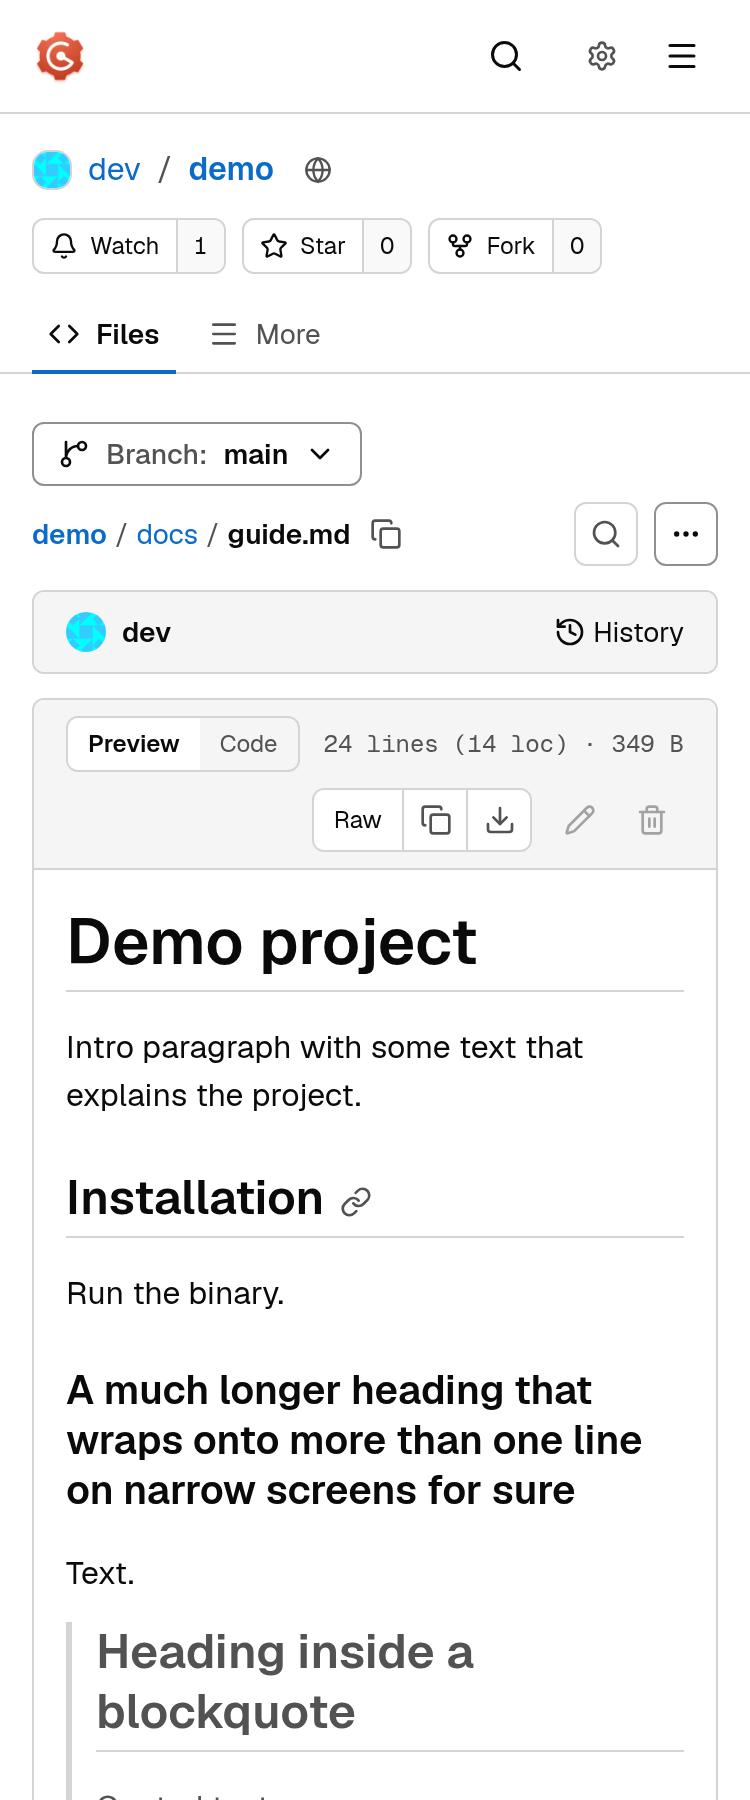 dev / demo
Watch 1 Star 0 Fork 0
Files More
Branch: main
demo / docs / guide.md
dev History
Preview Code 24 lines (14 loc) · 349 B
Raw
Demo project
Intro paragraph with some text that
explains the project.
Installation
Run the binary.
A much longer heading that
wraps onto more than one line
on narrow screens for sure
Text.
Heading inside a
blockquote